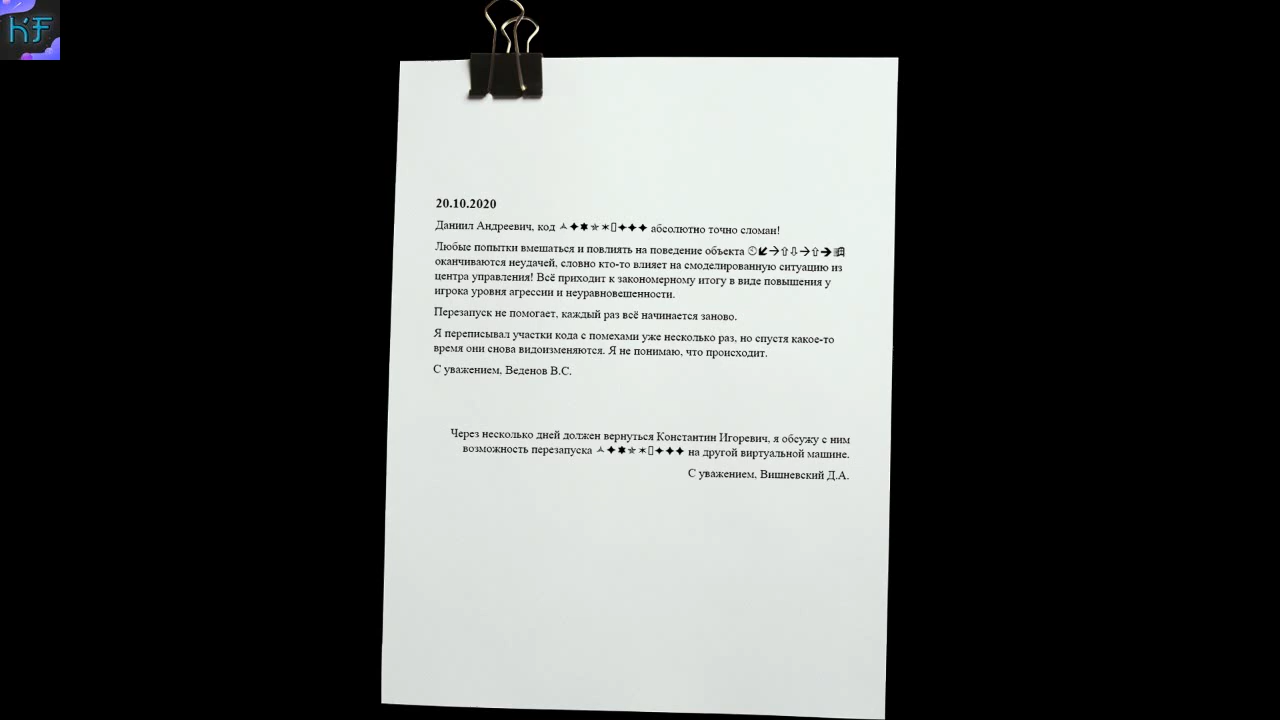 KF
20.10.2020
Даниил Андреевич, код абсолютно точно сломан!
Любые попытки вмешаться и повлиять на поведение объекта
оканчиваются неудачей, словно кто-то влияет на смоделированную ситуацию из
центра управления! Всё приходит к закономерному итогу в виде повышения у
игрока уровня агрессии и неуравновешенности.
Перезапуск не помогает, каждый раз всё начинается заново.
Я переписывал участки кода с помехами уже несколько раз, но спустя какое-то
время они снова видоизменяются. Я не понимаю, что происходит.
С уважением, Веденов В.С.
Через несколько дней должен вернуться Константин Игоревич, я обсужу с ним
возможность перезапуска на другой виртуальной машине.
С уважением, Вишневский Д.А.